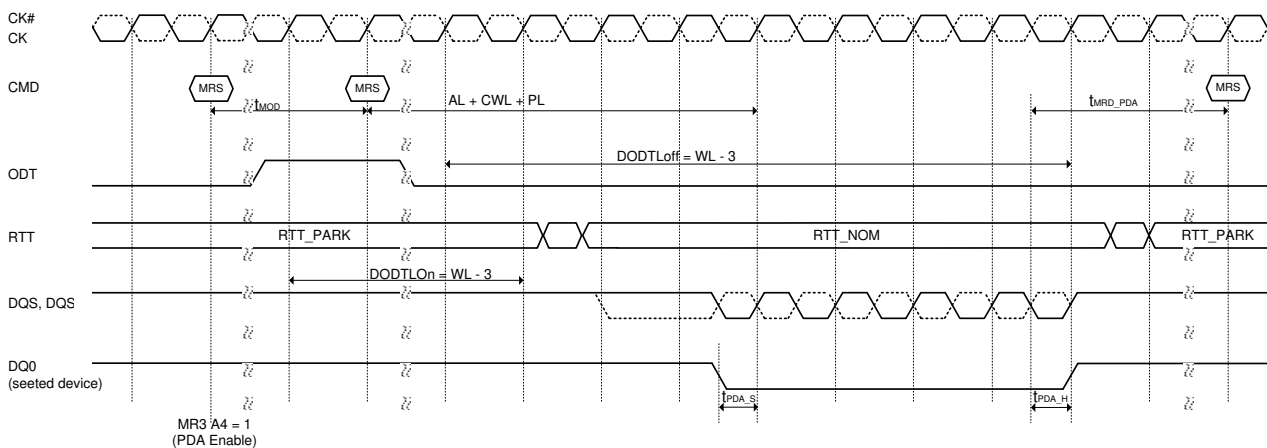 CK#
CK
CMD
MRS
MRS
MRS
tMOD
AL + CWL + PL
tMRD_PDA
DODTLoff = WL - 3
ODT
RTT
RTT_PARK
RTT_NOM
RTT_PARK
DODTLOn = WL - 3
DQS, DQS
DQ0
(seeted device)
tPDA_S
tPDA_H
MR3 A4 = 1
(PDA Enable)